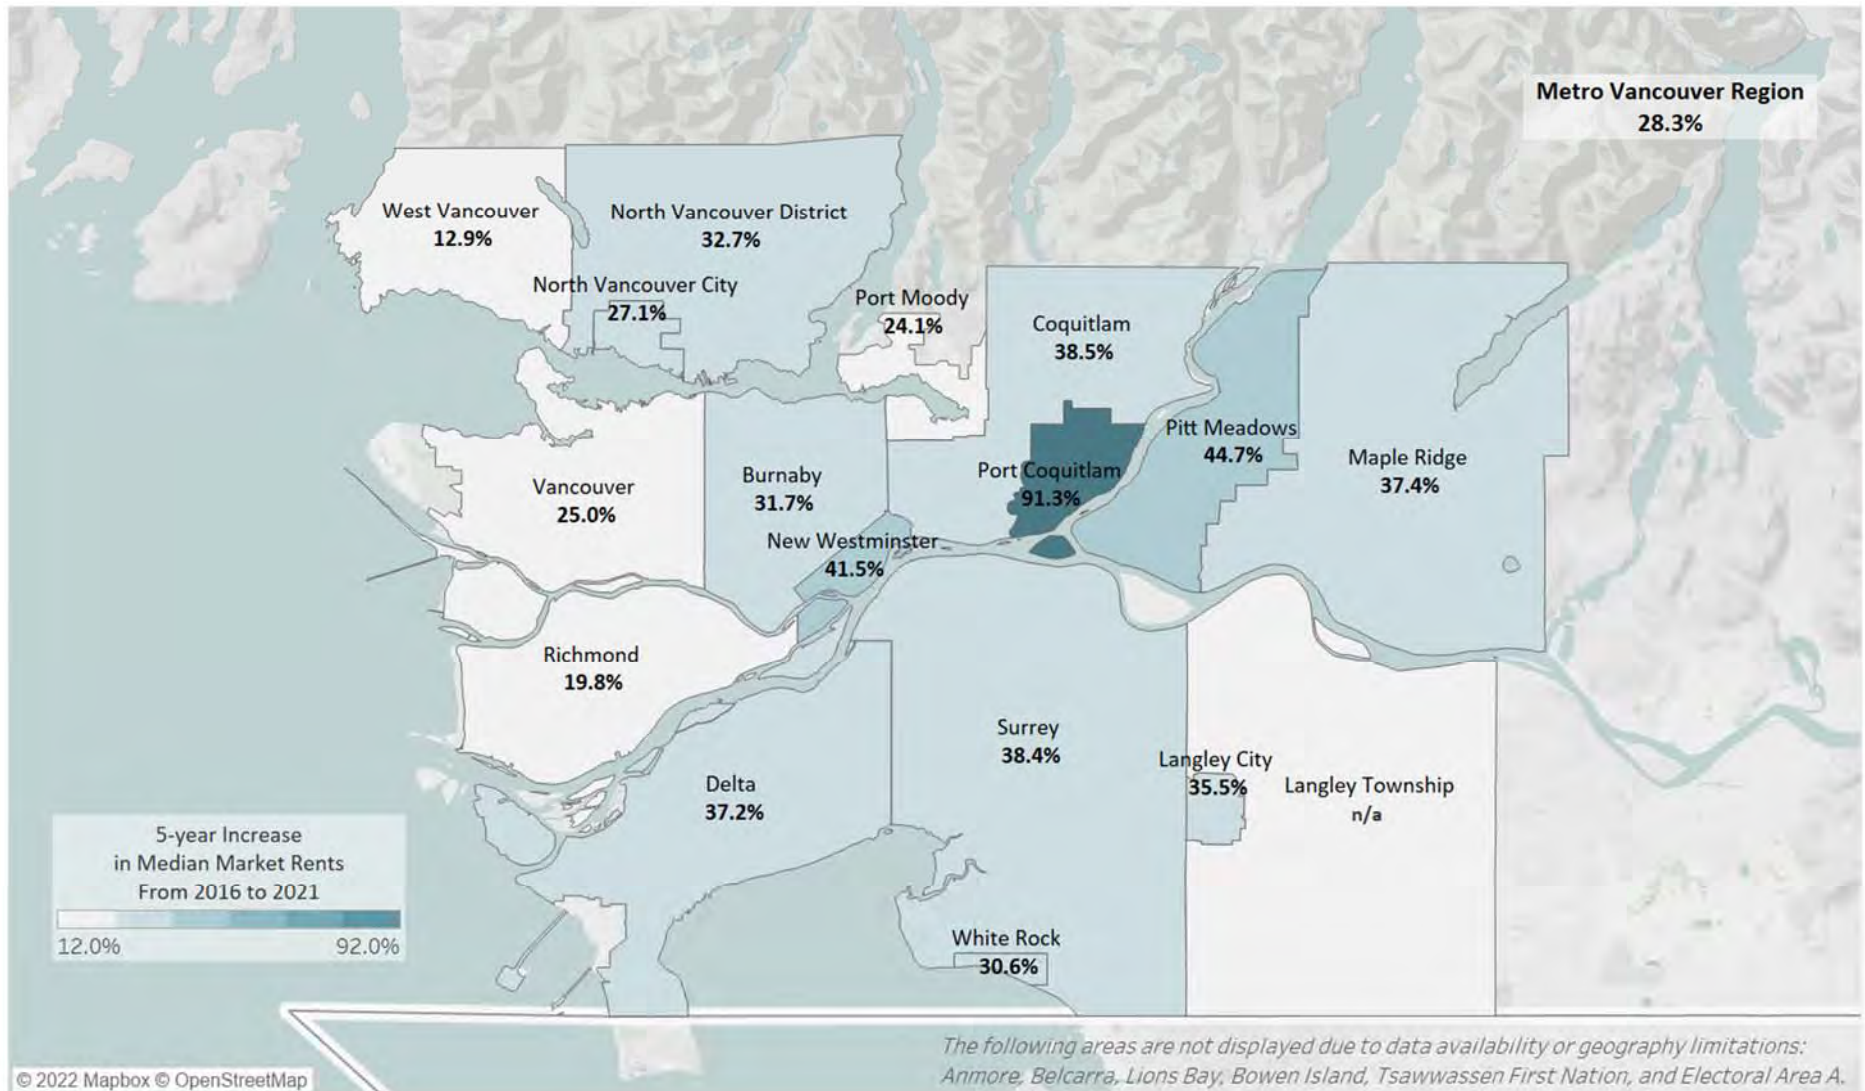 Metro Vancouver Region
28.3%
West Vancouver
12.9%
North Vancouver District
32.7%
North Vancouver City
27.1%
Port Moody
24.1%
Coquitlam
38.5%
Pitt Meadows
44.7%
Maple Ridge
37.4%
Port Coquitlam
91.3%
Vancouver
25.0%
Burnaby
31.7%
New Westminster
41.5%
Richmond
19.8%
Surrey
38.4%
Delta
37.2%
Langley City
35.5%
Langley Township
n/a
White Rock
30.6%
5-year Increase
in Median Market Rents
From 2016 to 2021
12.0% 92.0%
The following areas are not displayed due to data availability or geography limitations:
Anmore, Belcarra, Lions Bay, Bowen Island, Tsawwassen First Nation, and Electoral Area A.
© 2022 Mapbox © OpenStreetMap